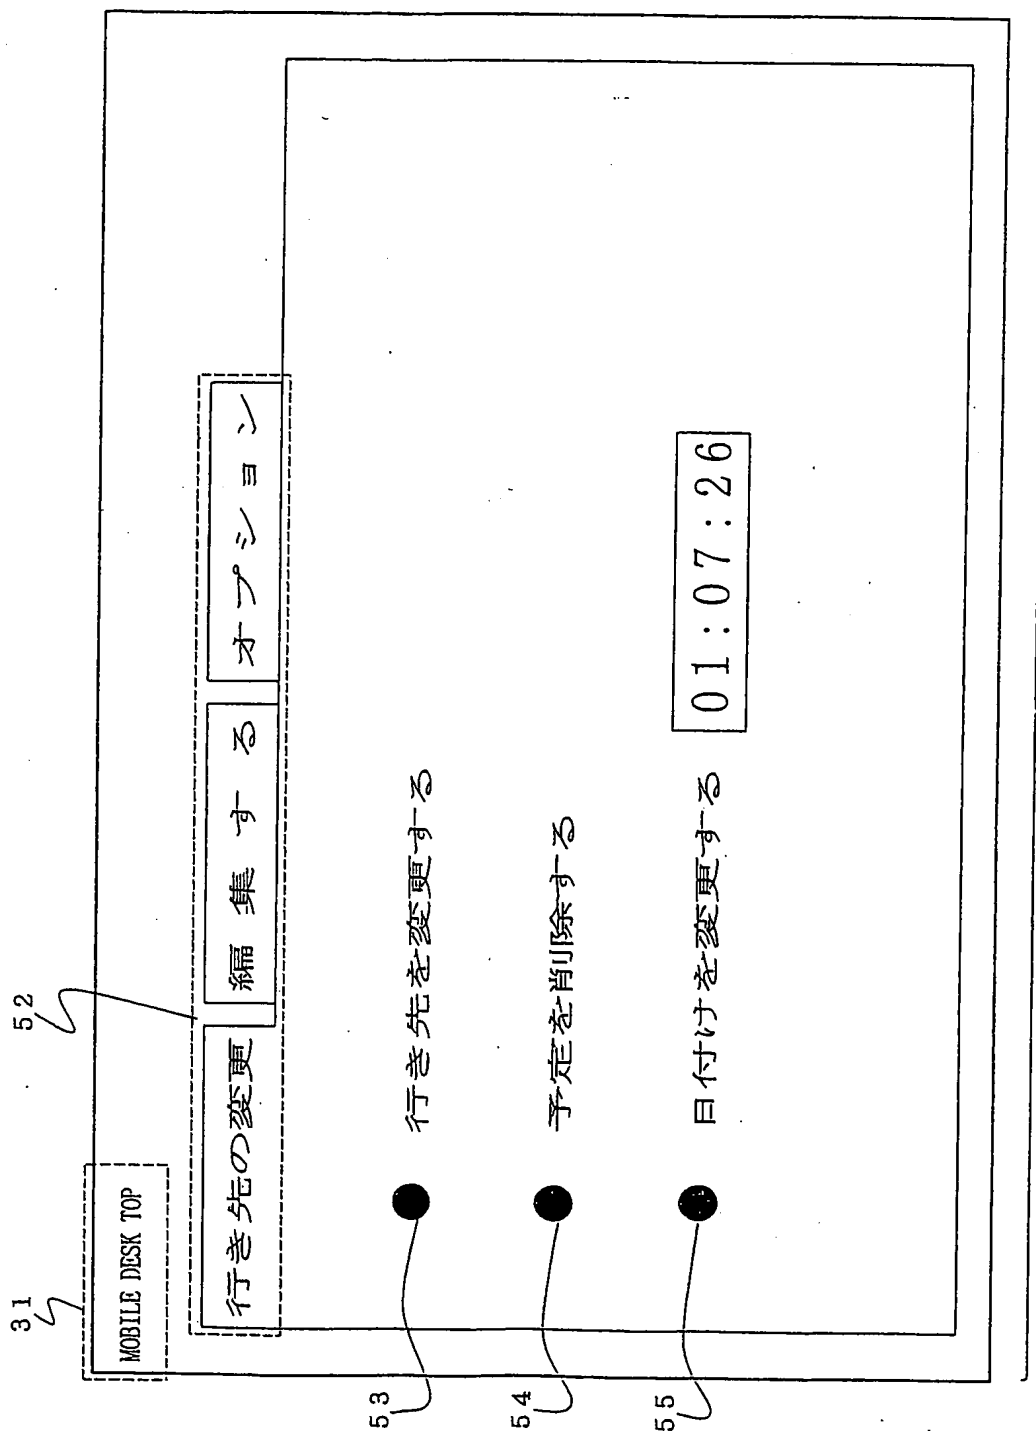 31
MOBILE DESK TOP
52
行き先の変更 編集する オプション
53 行き先を変更する
54 予定を削除する
55 日付けを変更する 01:07:26